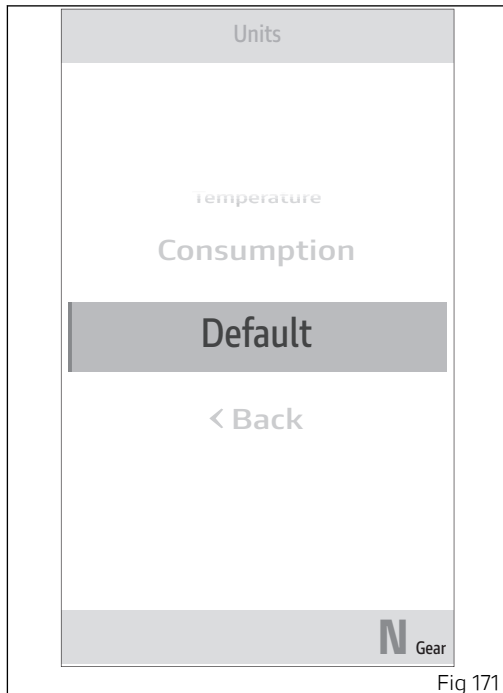 Units
Temperature
Consumption
Default
< Back
N Gear
Fig 171